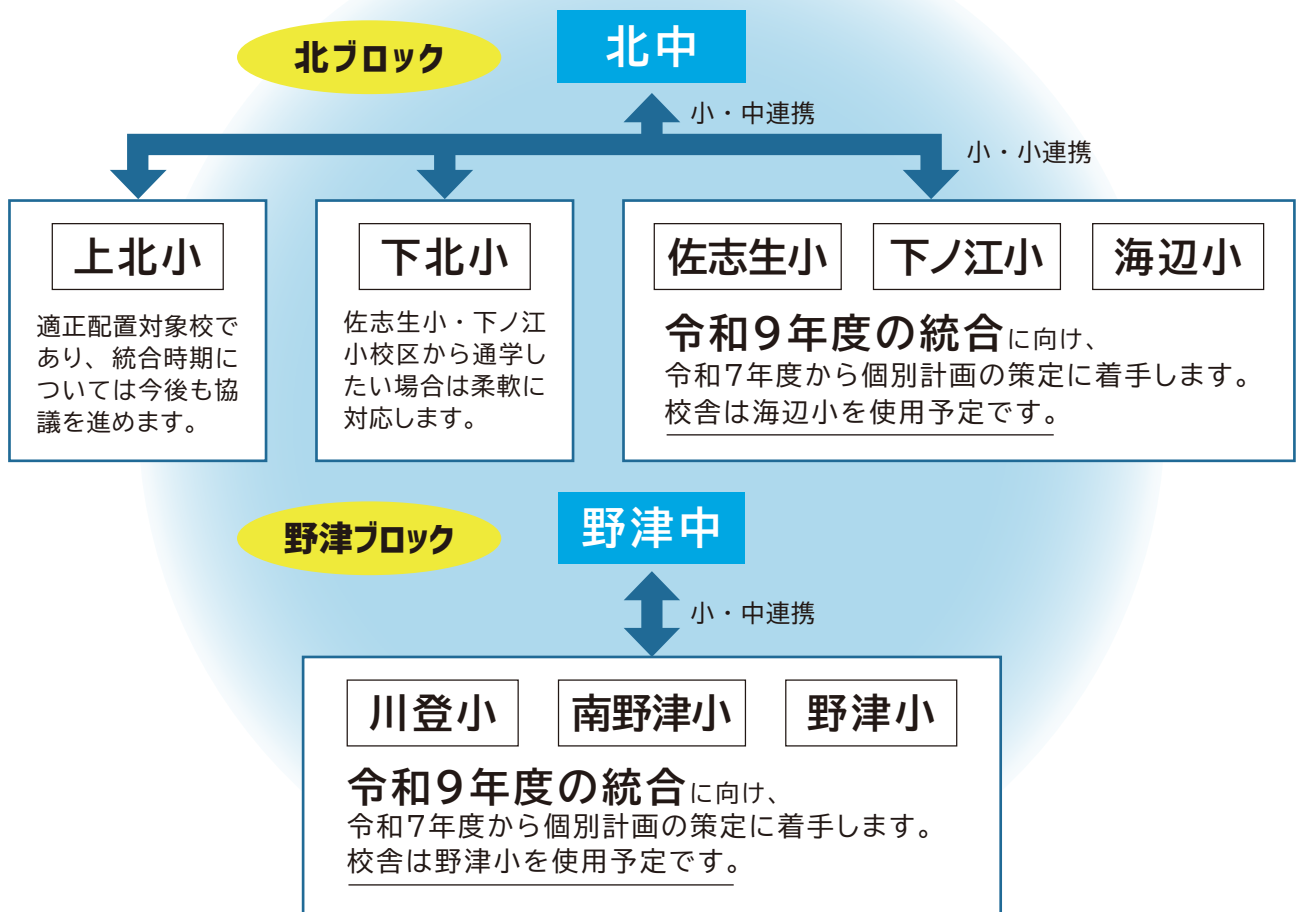 北ブロック
北中
小・中連携
小・小連携
上北小
適正配置対象校で
あり、統合時期に
ついては今後も協
議を進めます。
下北小
佐志生小・下ノ江
小校区から通学し
たい場合は柔軟に
対応します。
佐志生小 下ノ江小 海辺小
令和9年度の統合に向け、
令和7年度から個別計画の策定に着手します。
校舎は海辺小を使用予定です。
野津ブロック
野津中
小・中連携
川登小 南野津小 野津小
令和9年度の統合に向け、
令和7年度から個別計画の策定に着手します。
校舎は野津小を使用予定です。